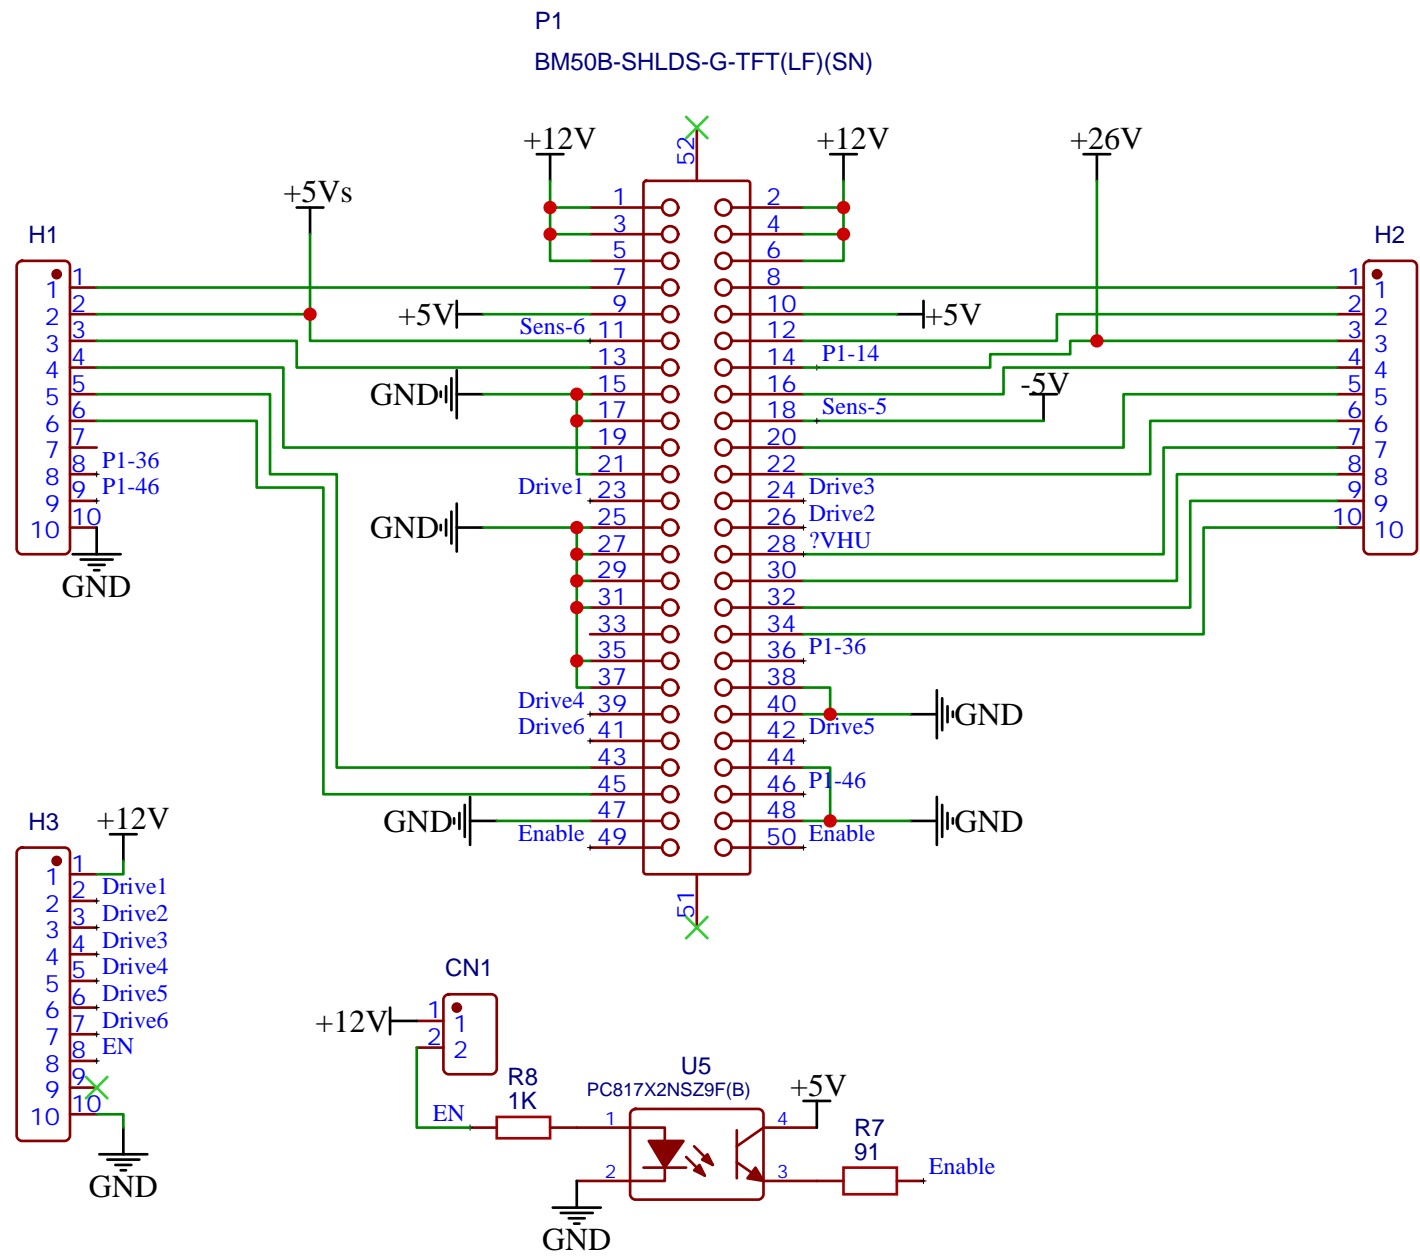 P1
BM50B-SHLDS-G-TFT(LF)(SN)
+12V
52
+12V
+26V
+5Vs
H1
H2
1 2
3 4
5 6
1 1 7 8 1 1
2 2 +5V 9 10 +5V 2 2
3 3 Sens-6 11 12 3 3
4 4 13 14 P1-14 4 4
5 5 GND 15 16 -5V 5 5
6 6 17 18 Sens-5 6 6
7 7 19 20 7 7
8 8 P1-36 21 22 8 8
9 9 P1-46 Drive1 23 24 Drive3 9 9
10 10 GND 25 26 Drive2 10 10
27 28 ?VHU
GND 29 30
31 32
33 34
35 36 P1-36
37 38
Drive4 39 40 GND
Drive6 41 42 Drive5
43 44
45 46 P1-46
GND 47 48 GND
Enable 49 50 Enable
51
H3
+12V
1 1
2 2 Drive1
3 3 Drive2
4 4 Drive3
5 5 Drive4
6 6 Drive5
7 7 Drive6
8 8 EN
9 9
10 10
GND
CN1
+12V 1 1
2 2
EN
R8
1K
U5
PC817X2NSZ9F(B)
1 4
2 3
+5V
GND
R7
91
Enable